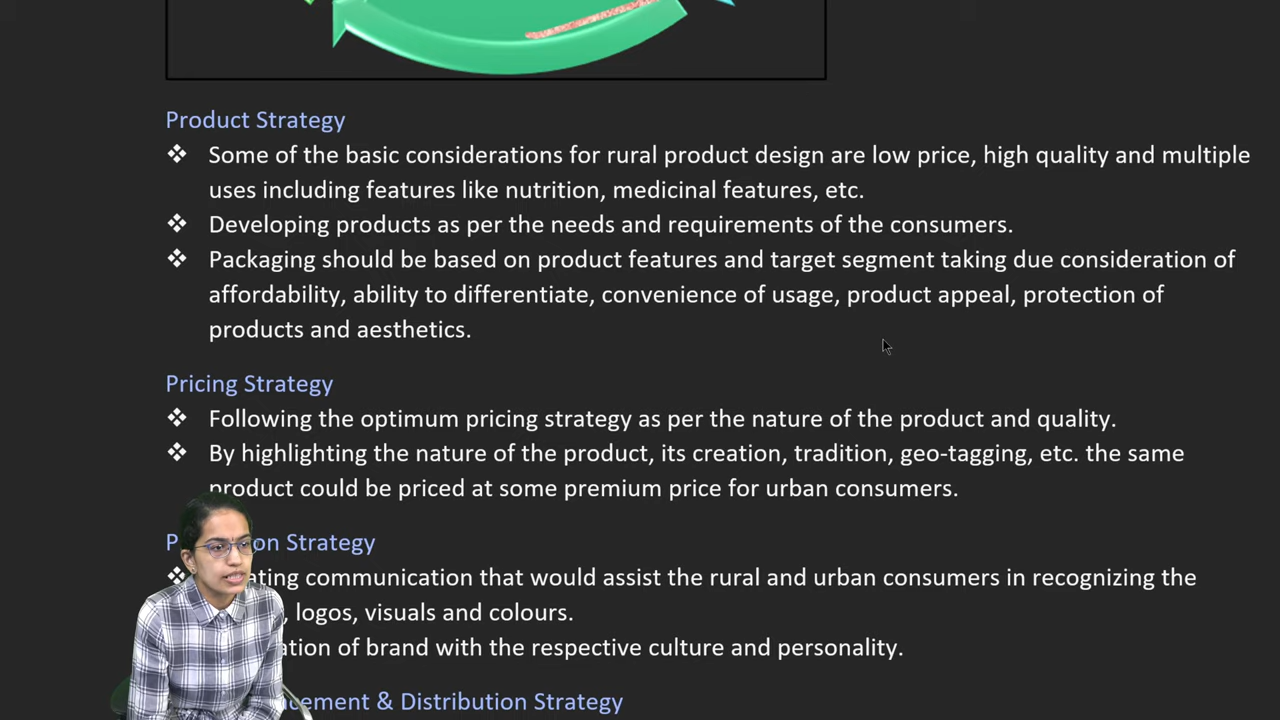 Product Strategy
❖ Some of the basic considerations for rural product design are low price, high quality and multiple
uses including features like nutrition, medicinal features, etc.
❖ Developing products as per the needs and requirements of the consumers.
❖ Packaging should be based on product features and target segment taking due consideration of
affordability, ability to differentiate, convenience of usage, product appeal, protection of
products and aesthetics.
Pricing Strategy
❖ Following the optimum pricing strategy as per the nature of the product and quality.
❖ By highlighting the nature of the product, its creation, tradition, geo-tagging, etc. the same
product could be priced at some premium price for urban consumers.
Strategy
communication that would assist the rural and urban consumers in recognizing the
logos, visuals and colours.
of brand with the respective culture and personality.
& Distribution Strategy